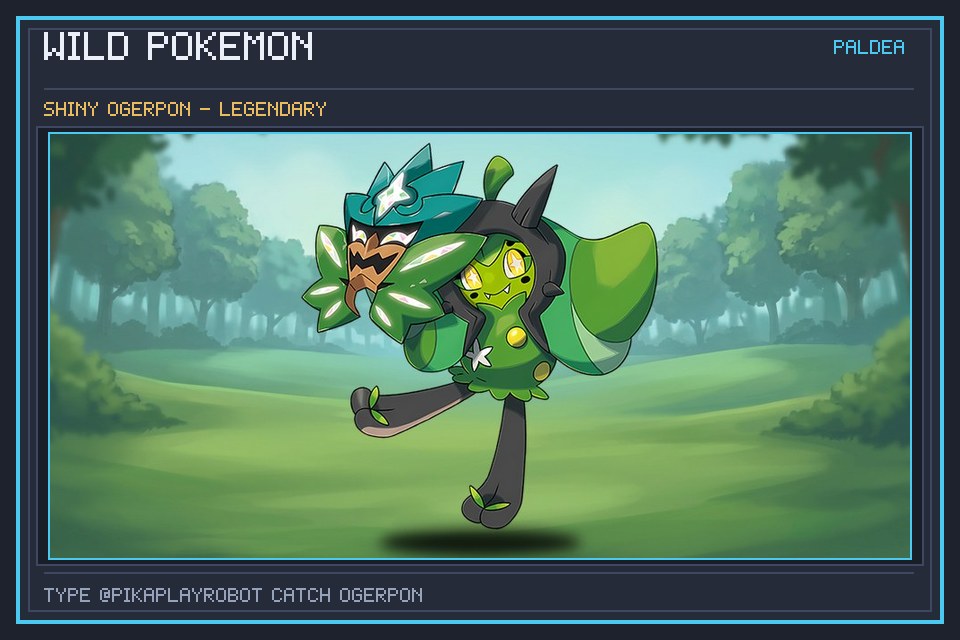 WILD POKEMON
PALDEA
SHINY OGERPON - LEGENDARY
TYPE @PIKAPLAYROBOT CATCH OGERPON